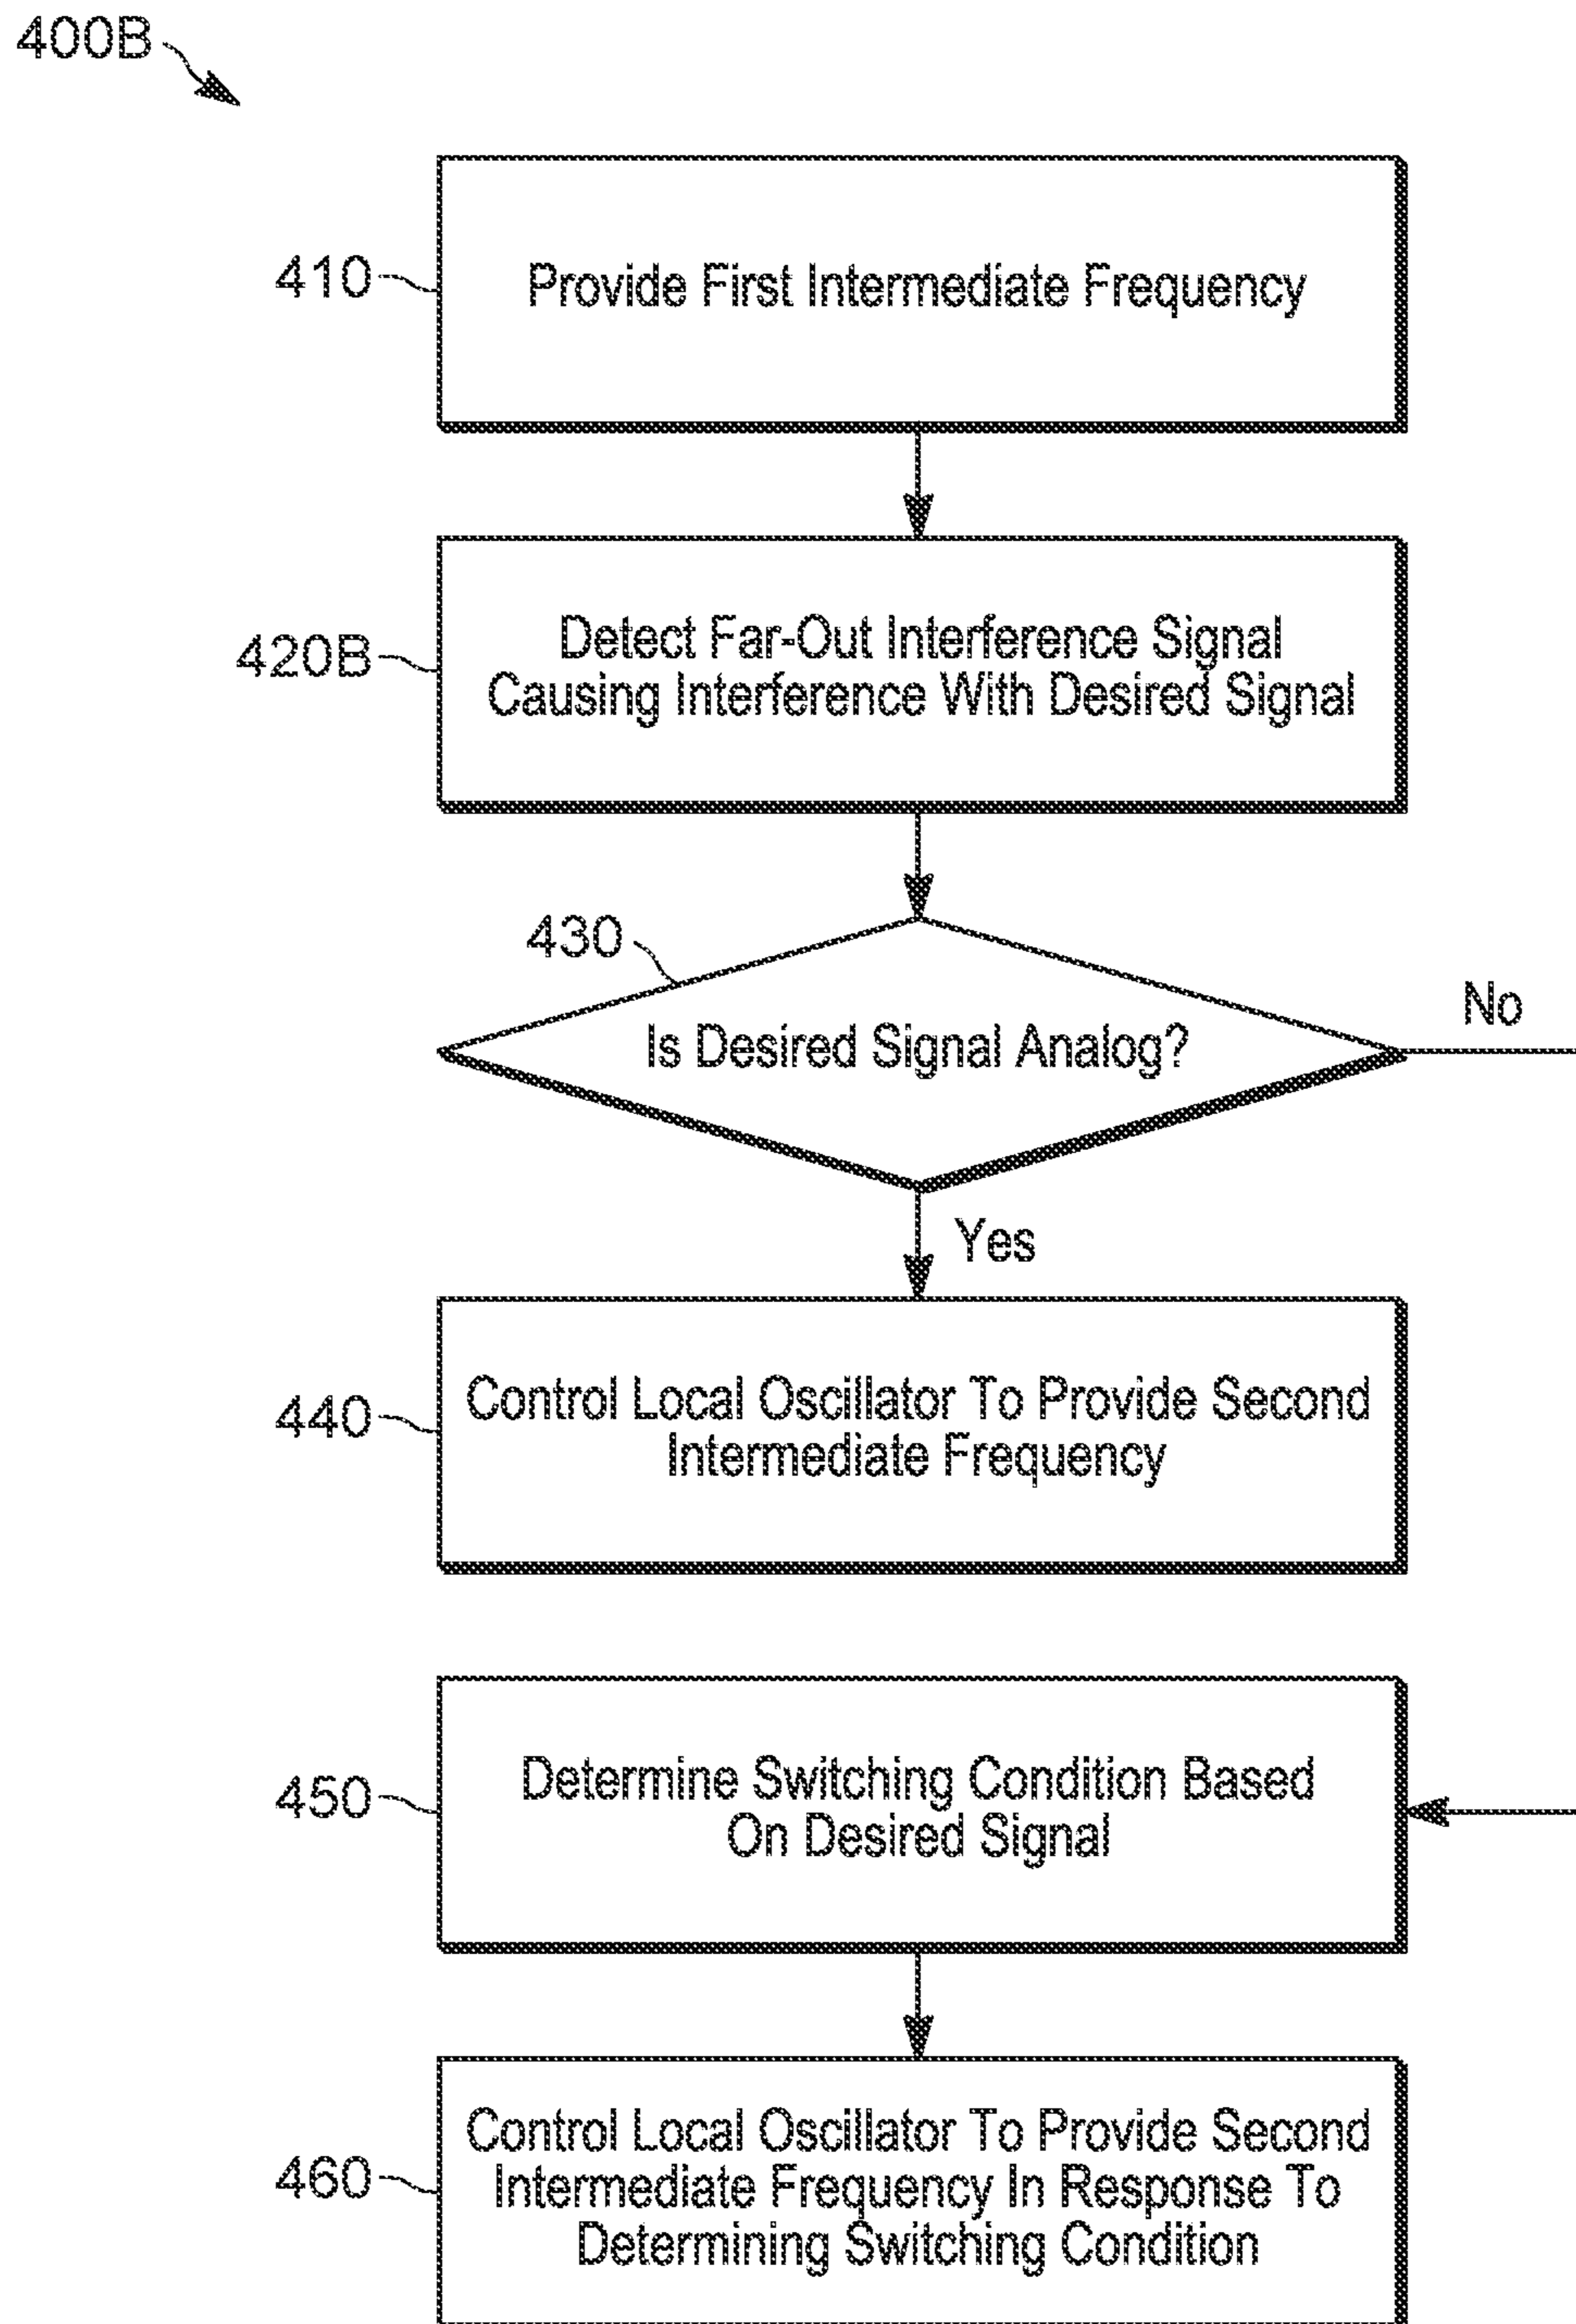 400B
410
Provide First Intermediate Frequency
420B
Detect Far-Out Interference Signal
Causing Interference With Desired Signal
430
Is Desired Signal Analog?
No
Yes
440
Control Local Oscillator To Provide Second
Intermediate Frequency
450
Determine Switching Condition Based
On Desired Signal
460
Control Local Oscillator To Provide Second
Intermediate Frequency In Response To
Determining Switching Condition